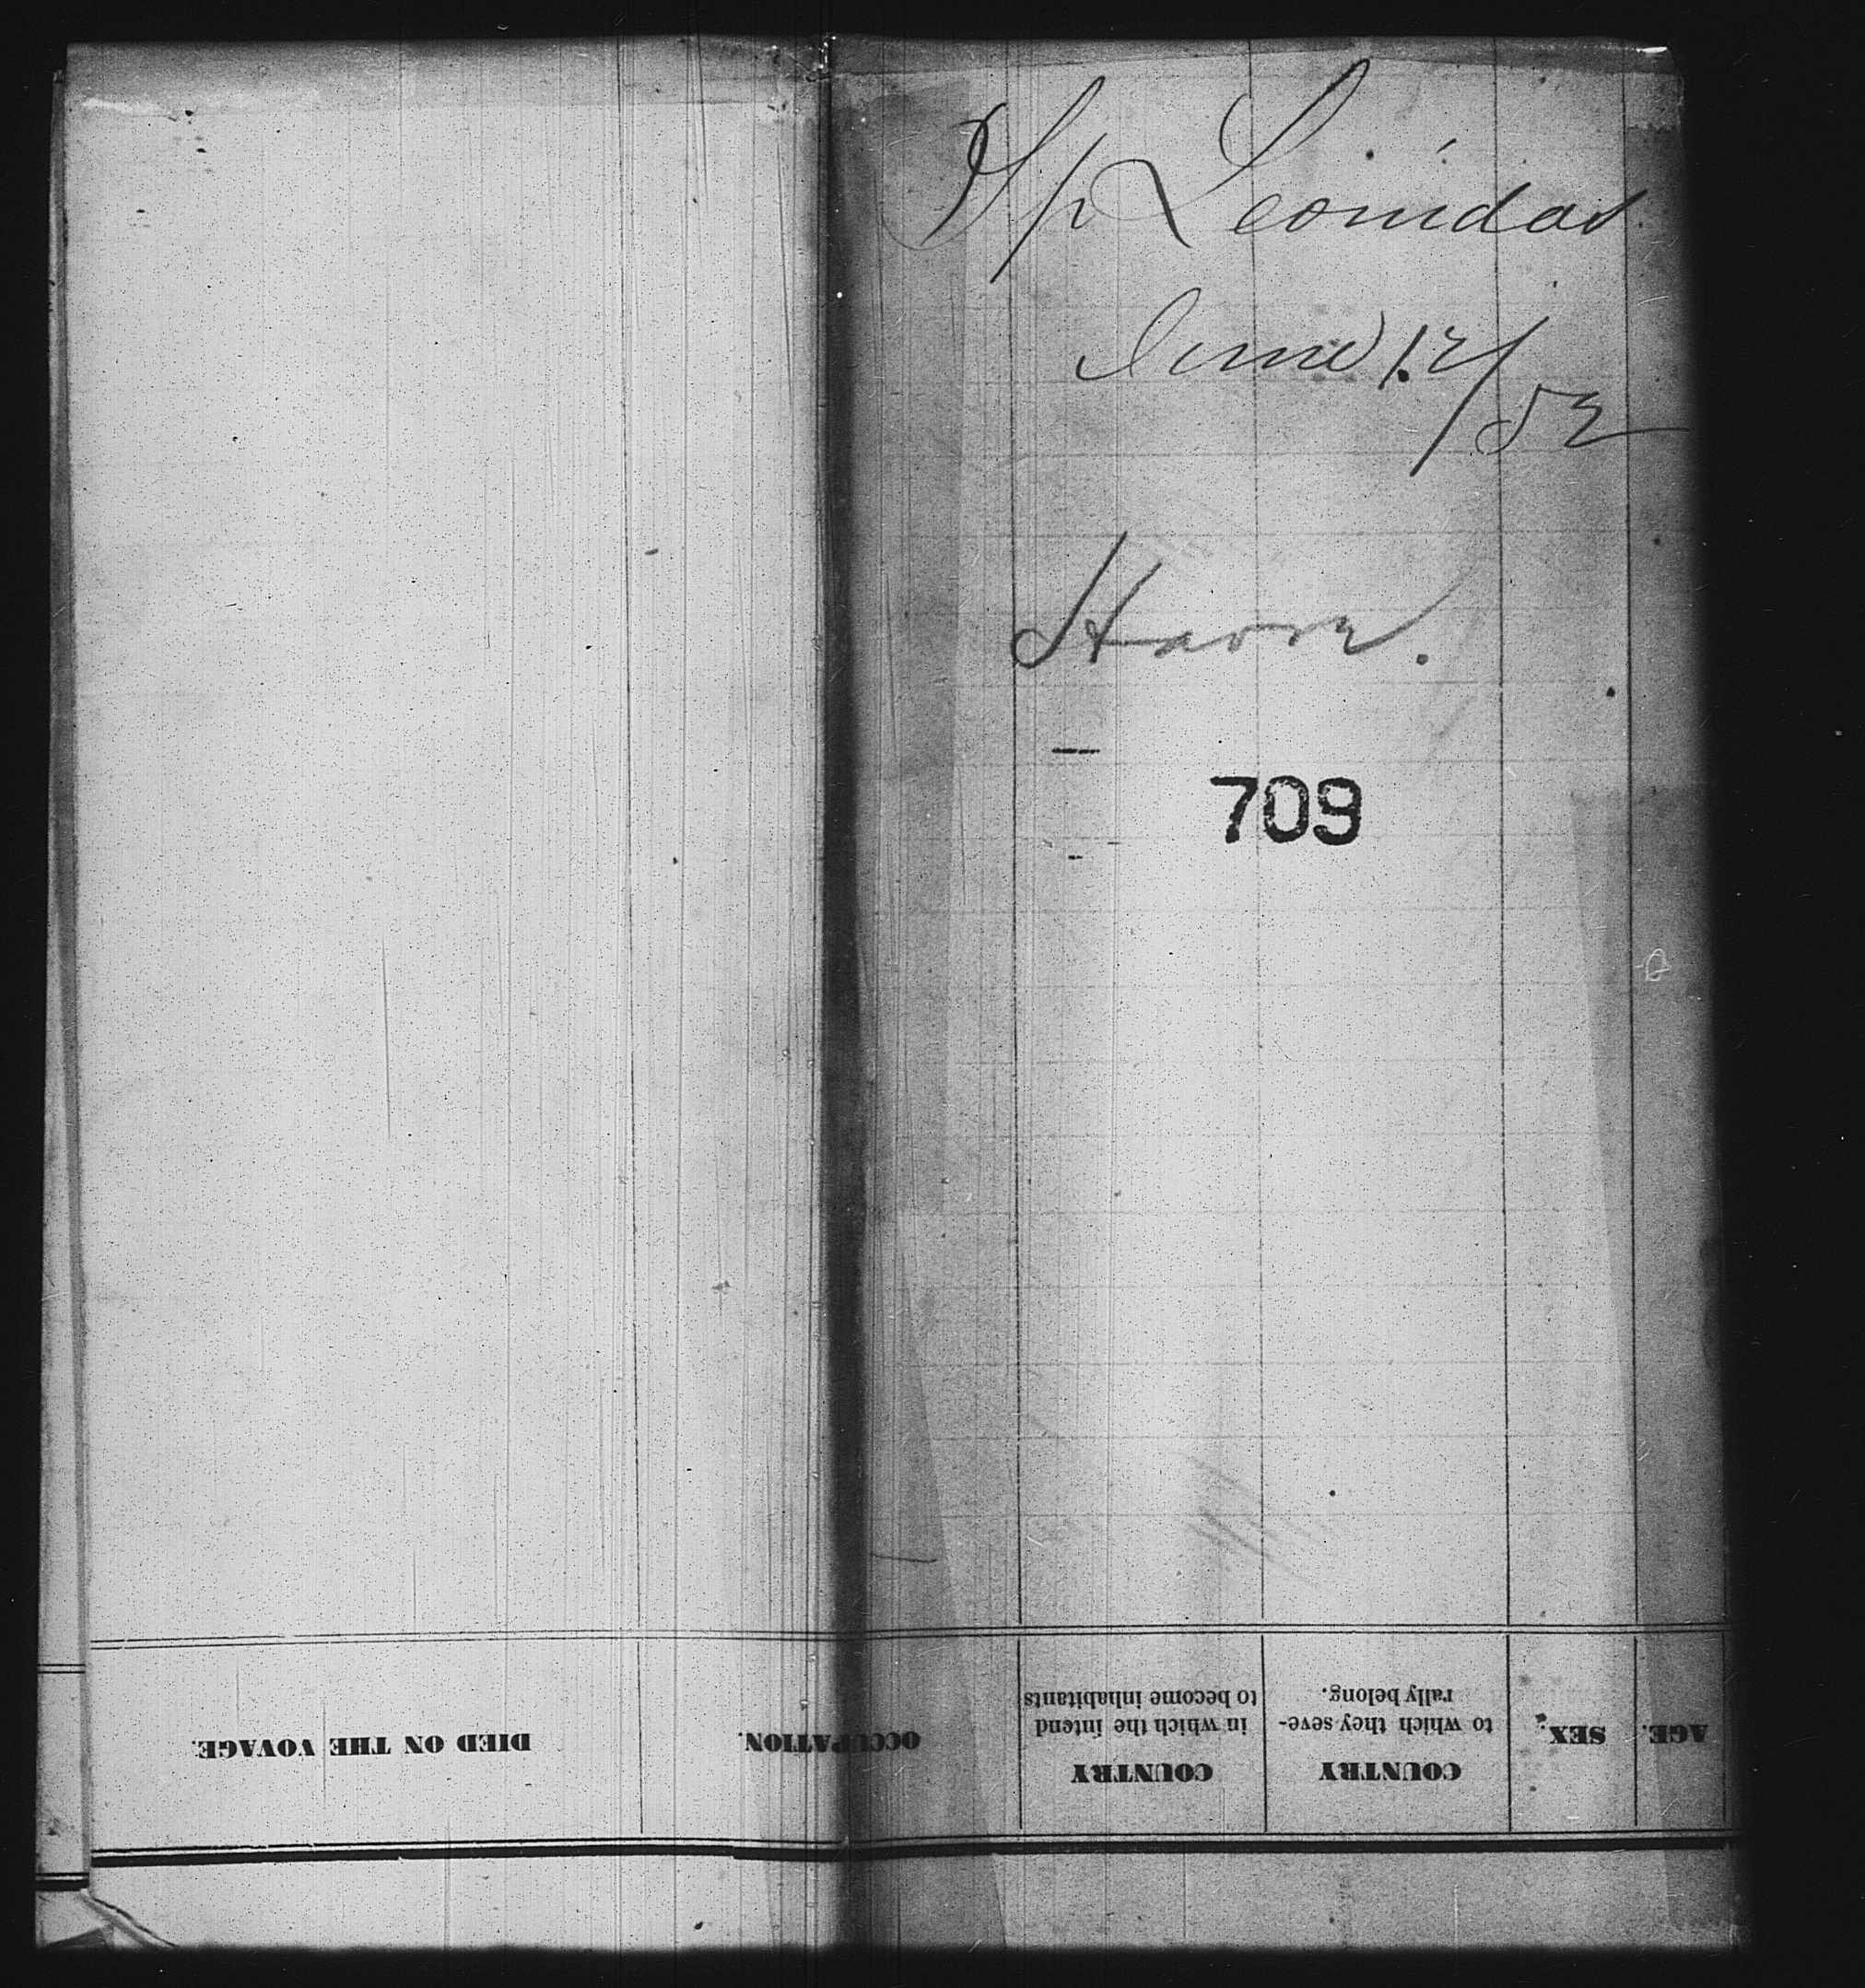 Sp Leonidas
June 12/52
Havre.
709
AGE.
SEX.
COUNTRY
to which they seve-
rally belong.
COUNTRY
in which the intend
to become inhabitants
OCCUPATION.
DIED ON THE VOYAGE.